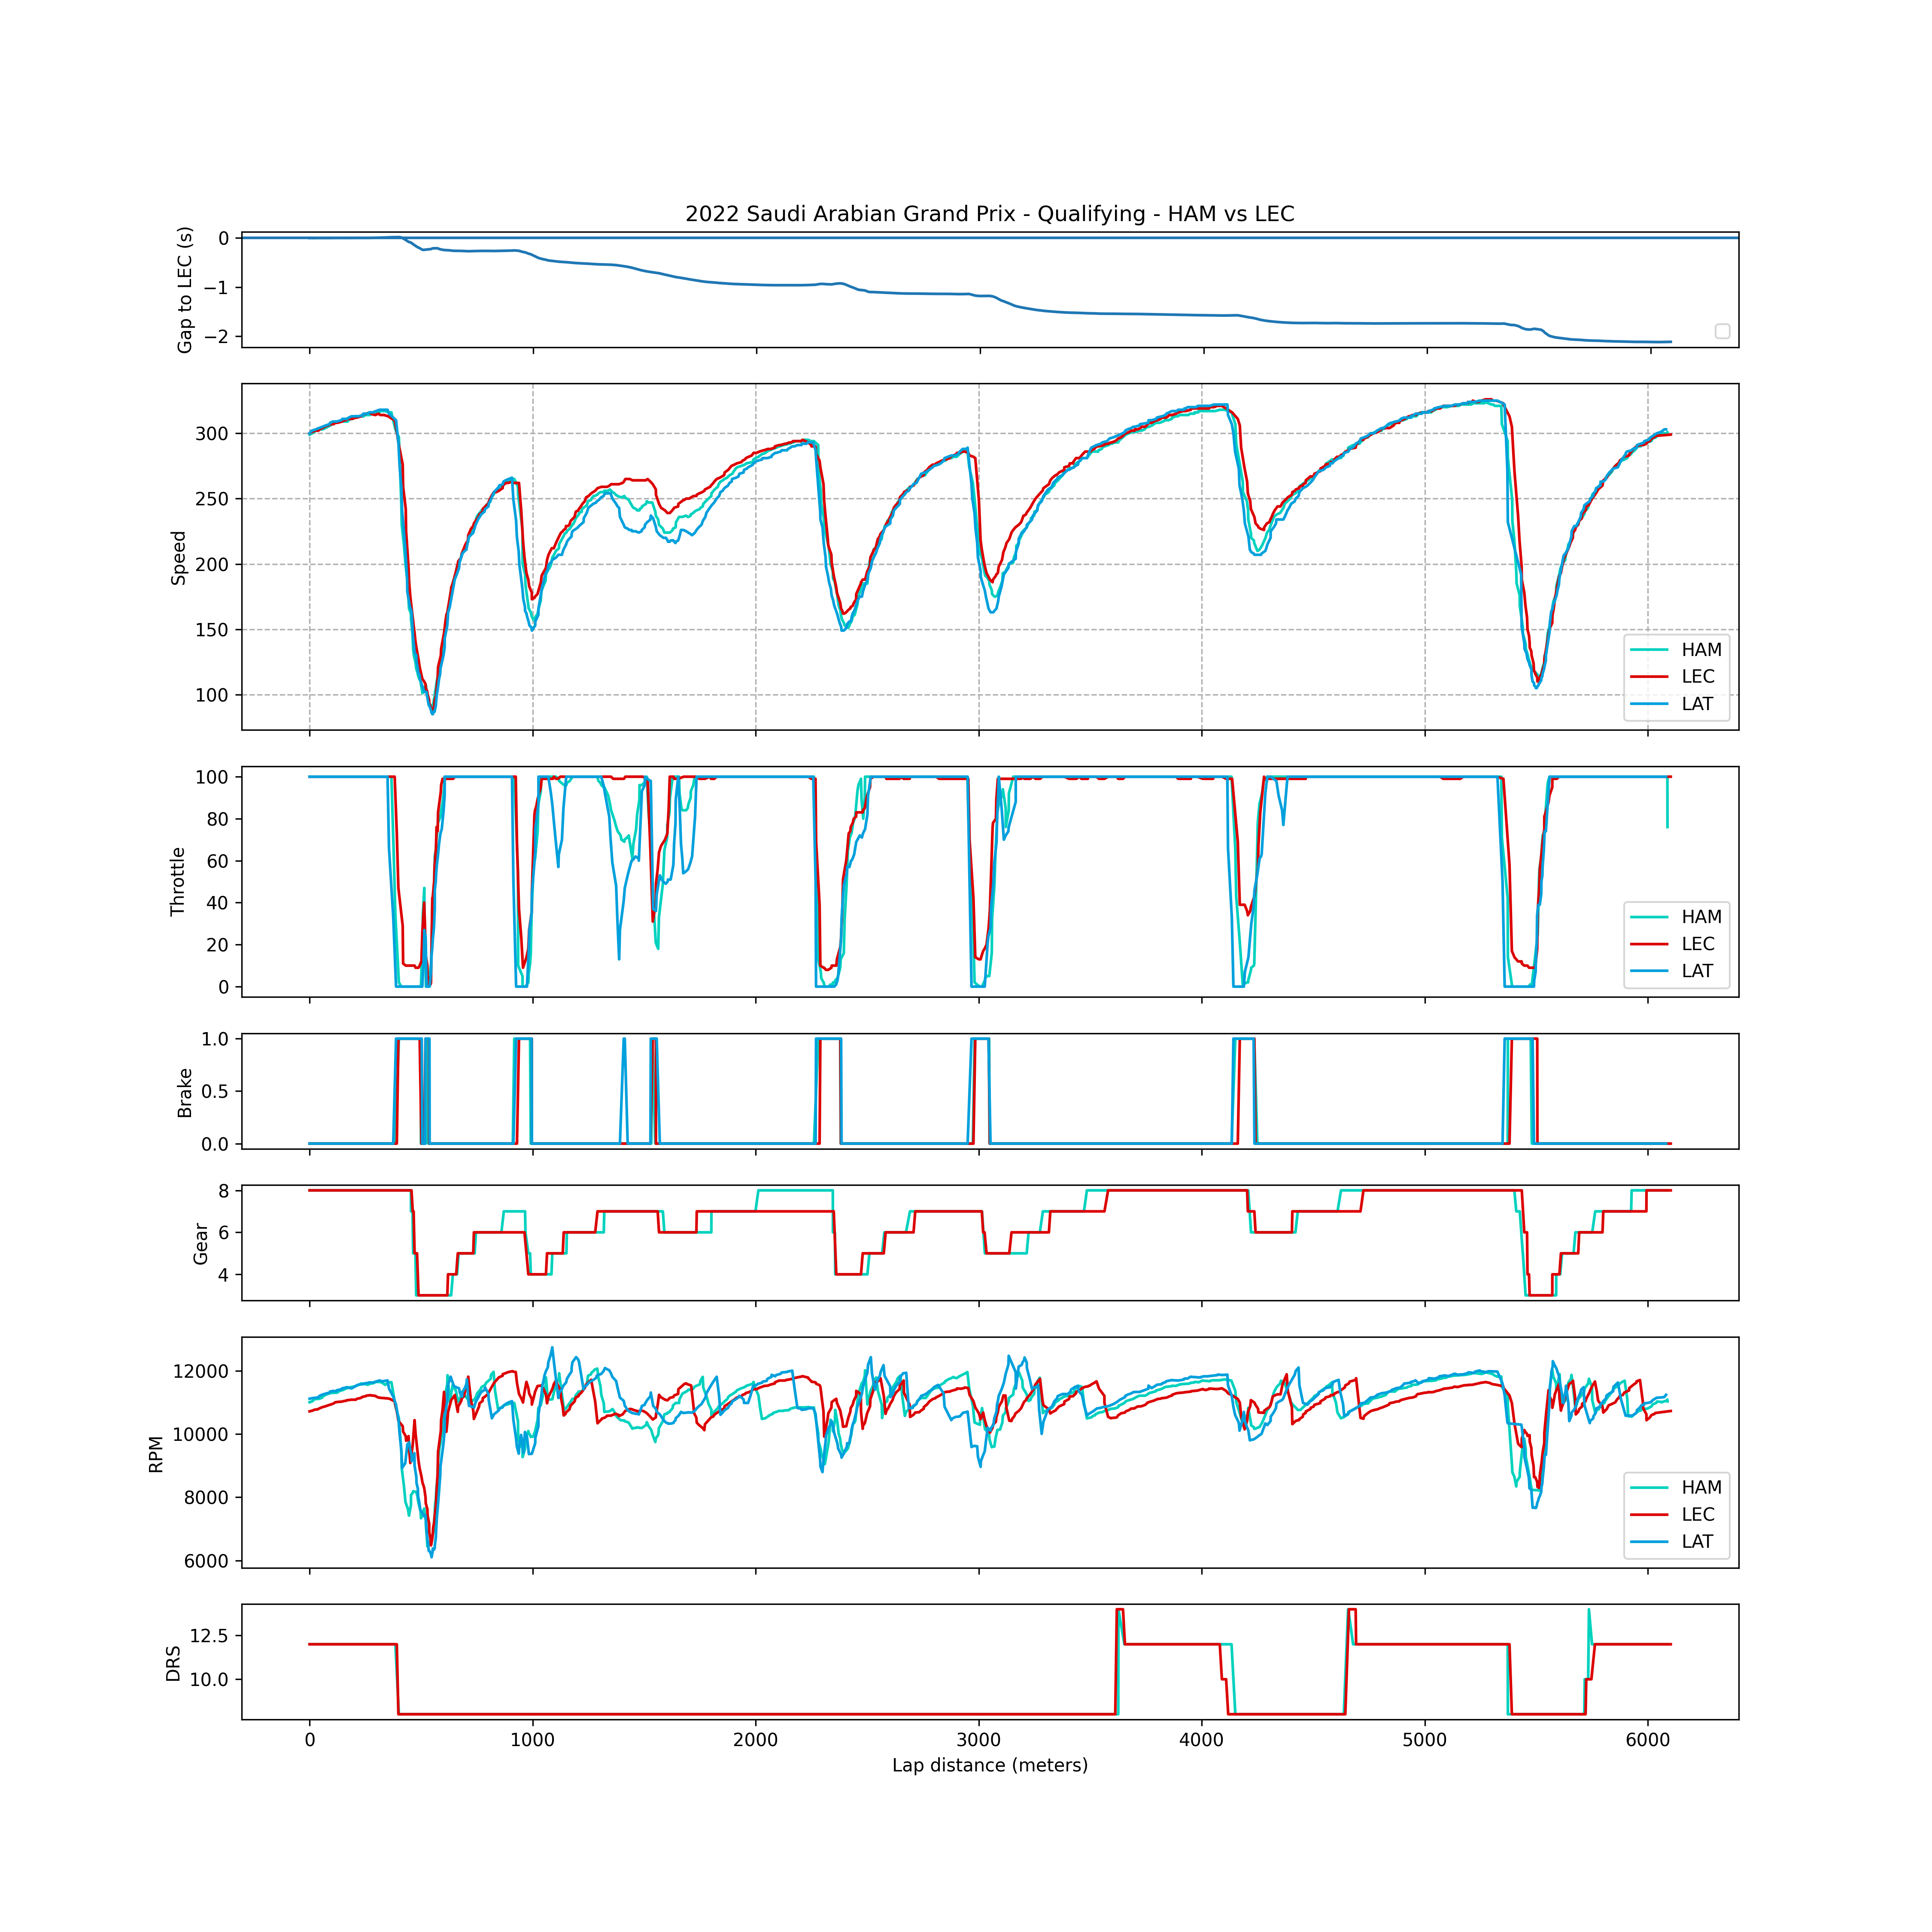 2022 Saudi Arabian Grand Prix - Qualifying - HAM vs LEC
Gap to LEC (s)
0
−1
−2
Speed
300
250
200
150
100
HAM
LEC
LAT
Throttle
100
80
60
40
20
0
HAM
LEC
LAT
Brake
1.0
0.5
0.0
Gear
8
6
4
RPM
12000
10000
8000
6000
HAM
LEC
LAT
DRS
12.5
10.0
0 1000 2000 3000 4000 5000 6000
Lap distance (meters)